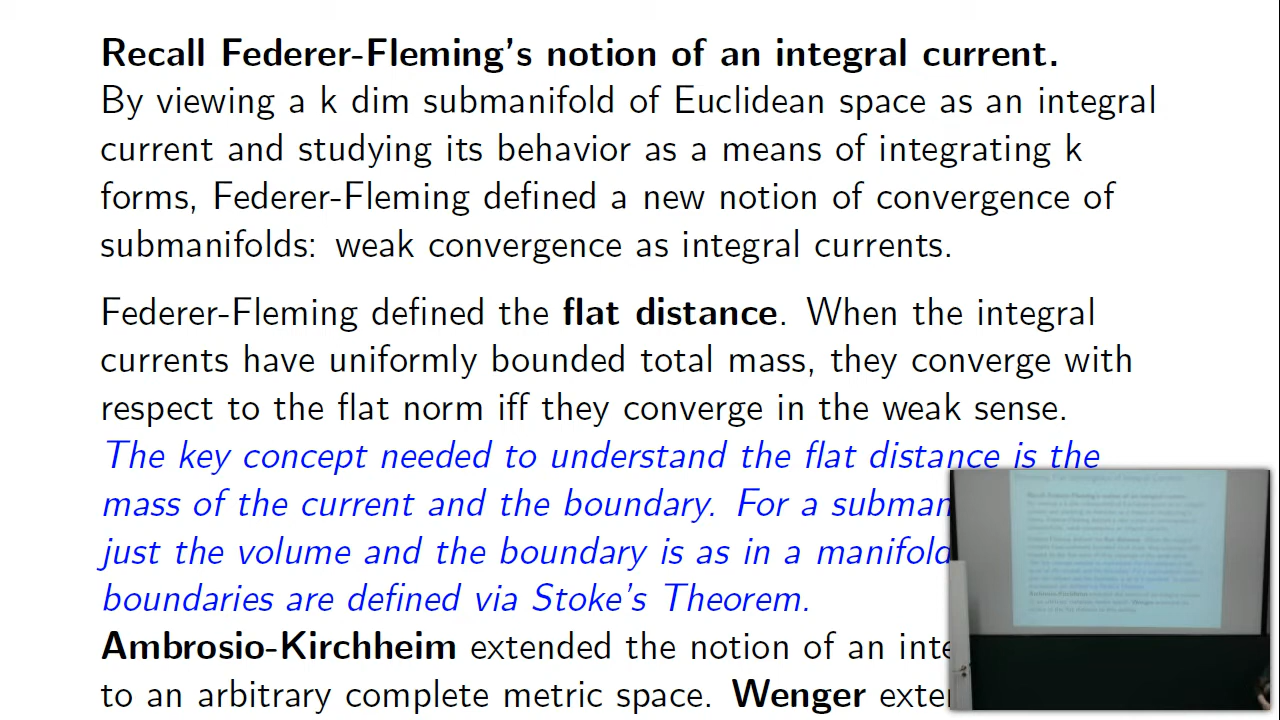 Recall Federer-Fleming's notion of an integral current.
By viewing a k dim submanifold of Euclidean space as an integral
current and studying its behavior as a means of integrating k
forms, Federer-Fleming defined a new notion of convergence of
submanifolds: weak convergence as integral currents.
Federer-Fleming defined the flat distance. When the integral
currents have uniformly bounded total mass, they converge with
respect to the flat norm iff they converge in the weak sense.
The key concept needed to understand the flat distance is the
mass of the current and the boundary. For a
just the volume and the boundary is as in a manifold
boundaries are defined via Stoke's Theorem.
Ambrosio-Kirchheim extended the notion of an
to an arbitrary complete metric space. Wenger